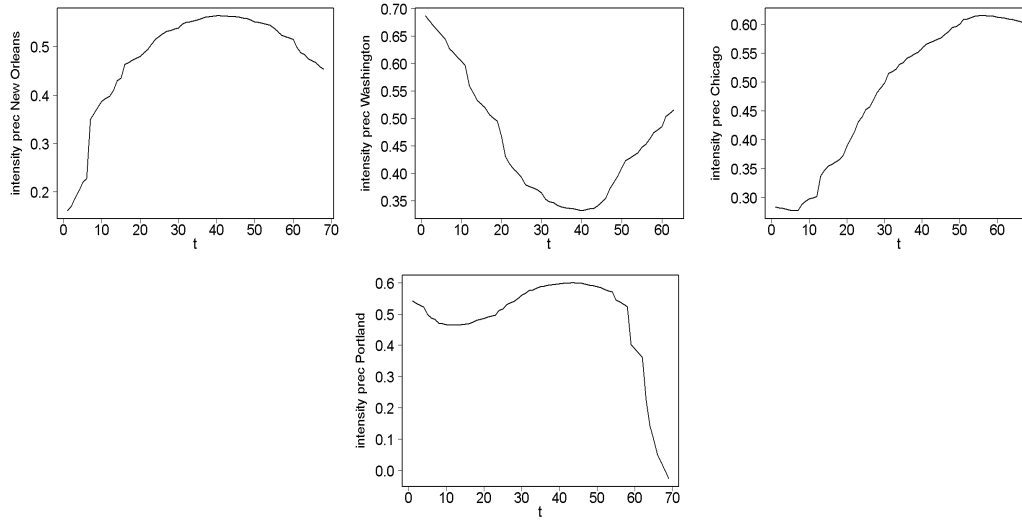 intensity prec New Orleans
0.5
0.4
0.3
0.2
0 10 20 30 40 50 60 70
t
intensity prec Washington
0.70
0.65
0.60
0.55
0.50
0.45
0.40
0.35
0 10 20 30 40 50 60
t
intensity prec Chicago
0.60
0.55
0.50
0.45
0.40
0.35
0.30
0 10 20 30 40 50 60
t
intensity prec Portland
0.6
0.5
0.4
0.3
0.2
0.1
0.0
0 10 20 30 40 50 60 70
t